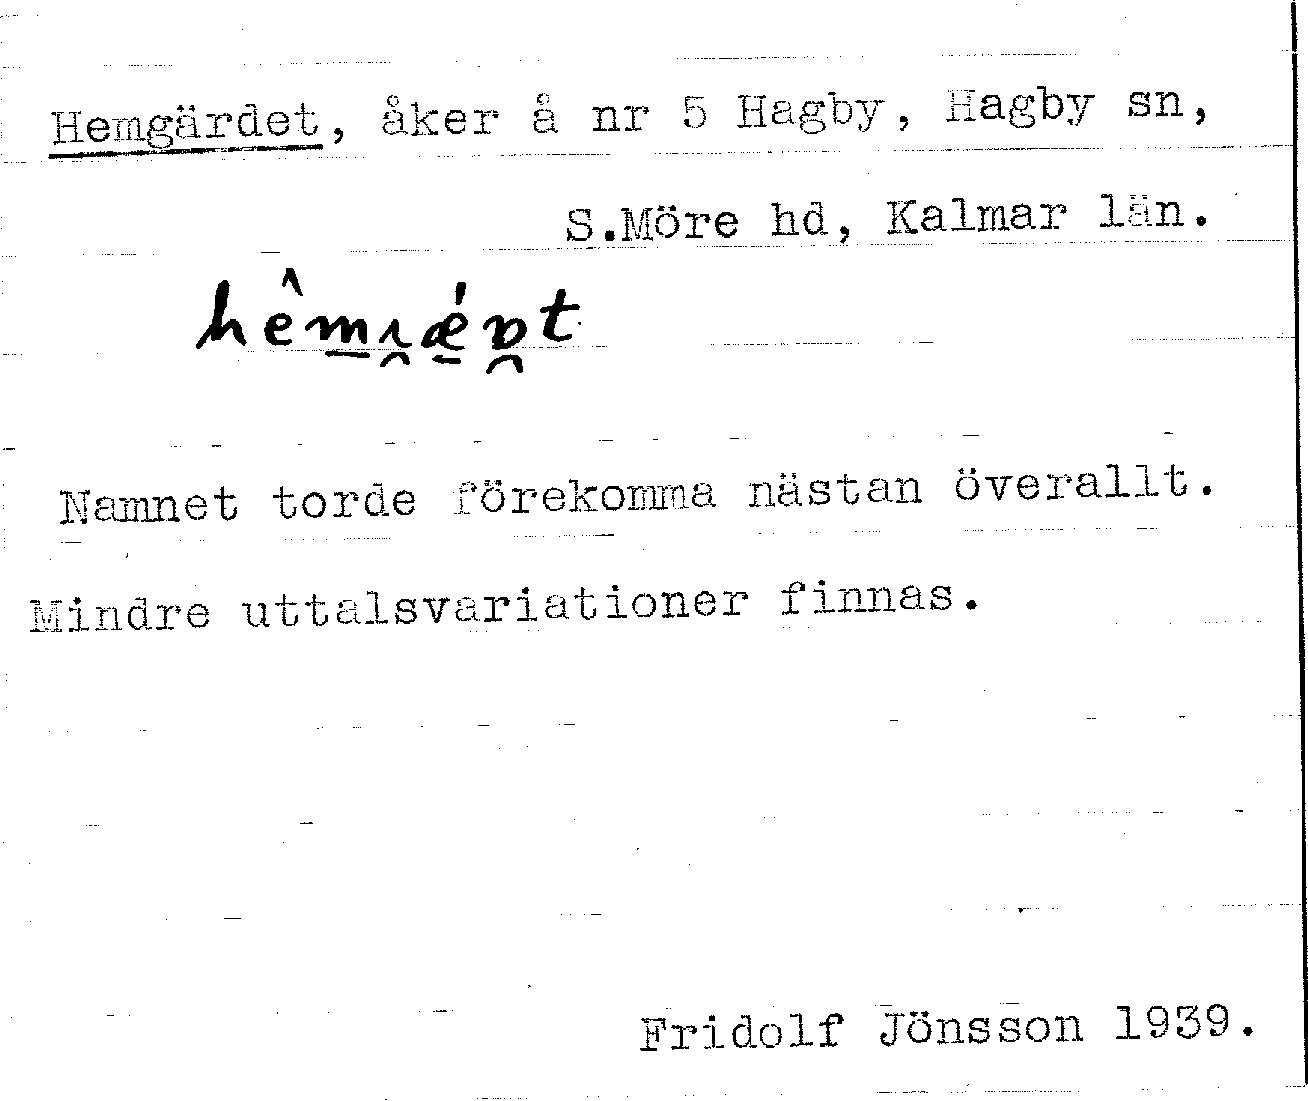 Hemgärdet, åker å nr 5 Hagby, Hagby sn,
S.Möre hd, Kalmar län.
Namnet torde förekomma nästan överallt.
Mindre uttalsvariationer finnas.
Fridolf Jönsson 1939.